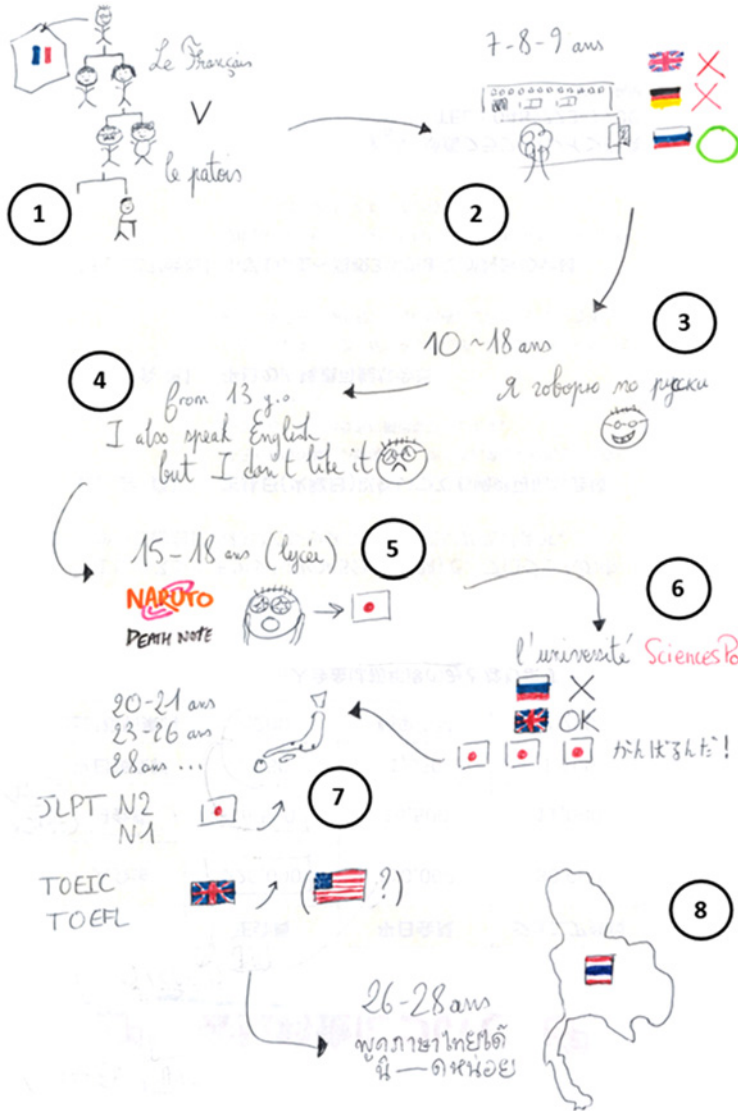 Le Français
V
le patois
1
7-8-9 ans
2
3
10~18 ans
Я говорю по русски
4
from 13 y.o.
I also speak English
but I don't like it
15-18 ans (lycée)
5
NARUTO
DEATH NOTE
6
l'université SciencesPo
X
OK
がんばるんだ!
20-21 ans
23-26 ans
28 ans ...
7
JLPT N2
N1
TOEIC
TOEFL
( ?)
8
26-28 ans
พูดภาษาไทยได้
นิ—ดหน่อย